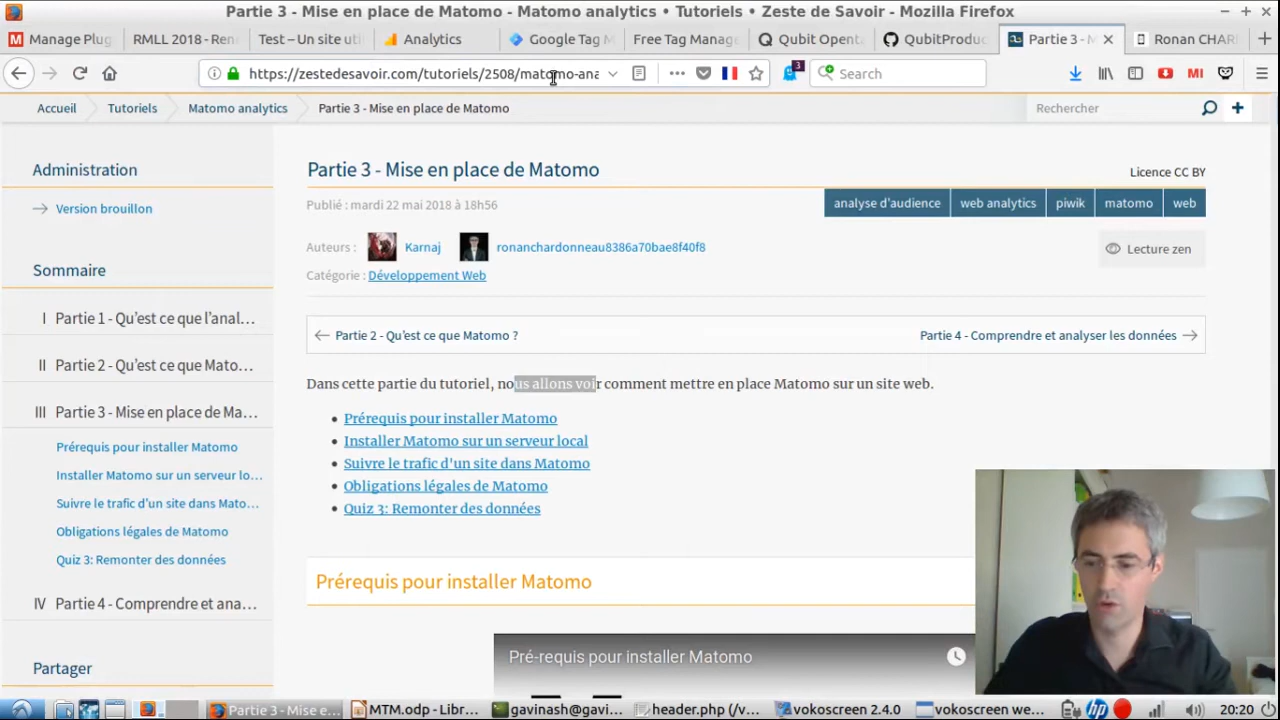 Partie 3 - Mise en place de Matomo - Matomo analytics • Tutoriels • Zeste de Savoir - Mozilla Firefox
Manage Plug
RMLL 2018 - Ren
Test – Un site uti
Analytics
Google Tag M
Free Tag Manage
Qubit Opent
QubitProduc
Partie 3 - M
Ronan CHAR
https://zestedesavoir.com/tutoriels/2508/matomo-ana
3
Search
Accueil
Tutoriels
Matomo analytics
Partie 3 - Mise en place de Matomo
Rechercher
Administration
Version brouillon
Sommaire
I Partie 1 - Qu'est ce que l'anal…
II Partie 2 - Qu'est ce que Mato…
III Partie 3 - Mise en place de Ma…
Prérequis pour installer Matomo
Installer Matomo sur un serveur lo…
Suivre le trafic d'un site dans Mato…
Obligations légales de Matomo
Quiz 3: Remonter des données
IV Partie 4 - Comprendre et ana…
Partager
Partie 3 - Mise en place de Matomo
Licence CC BY
Publié : mardi 22 mai 2018 à 18h56
analyse d'audience
web analytics
piwik
matomo
web
Auteurs : Karnaj ronanchardonneau8386a70bae8f40f8
Lecture zen
Catégorie : Développement Web
Partie 2 - Qu'est ce que Matomo ?
Partie 4 - Comprendre et analyser les données
Dans cette partie du tutoriel, nous allons voir comment mettre en place Matomo sur un site web.
Prérequis pour installer Matomo
Installer Matomo sur un serveur local
Suivre le trafic d'un site dans Matomo
Obligations légales de Matomo
Quiz 3: Remonter des données
Prérequis pour installer Matomo
Pré-requis pour installer Matomo
Partie 3 - Mise e…
MTM.odp - Libr…
gavinash@gavi…
header.php (/v…
vokoscreen 2.4.0
vokoscreen we…
hp
20:20